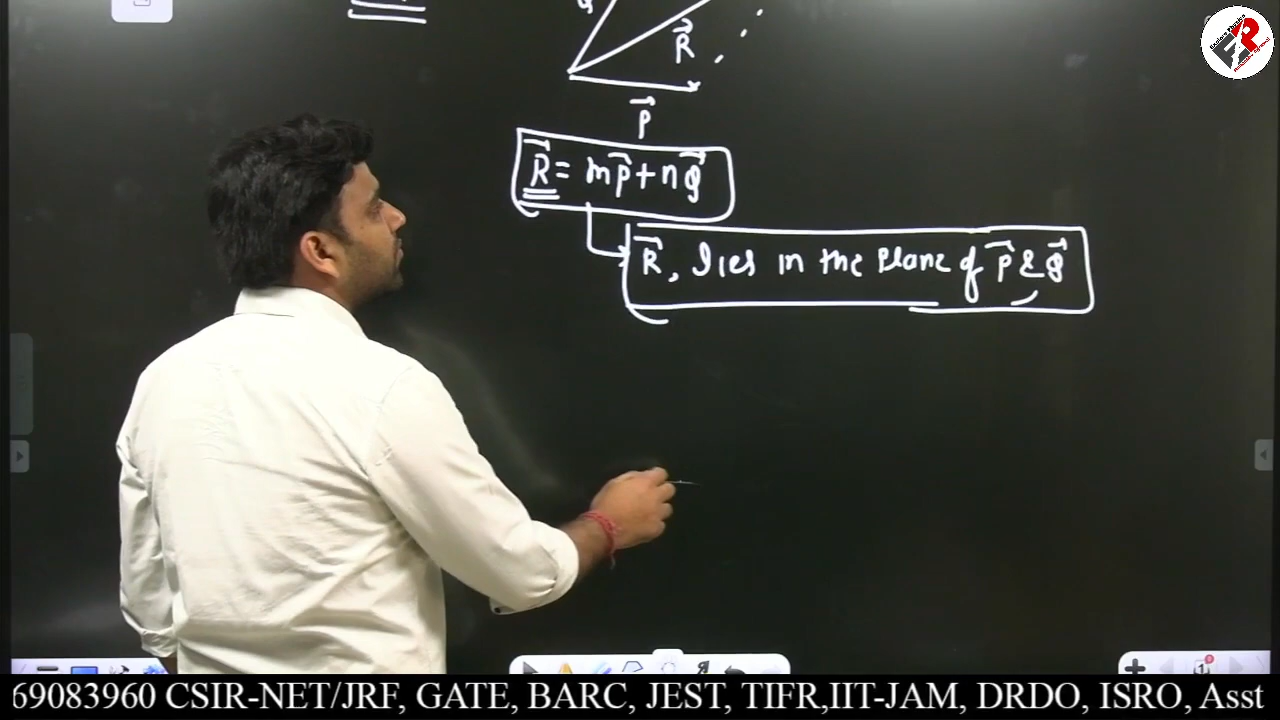 Q
R⃗
P⃗
R⃗ = mP⃗ + nQ⃗
R⃗, lies in the plane of P⃗ & Q⃗
1
69083960 CSIR-NET/JRF, GATE, BARC, JEST, TIFR,IIT-JAM, DRDO, ISRO, Asst